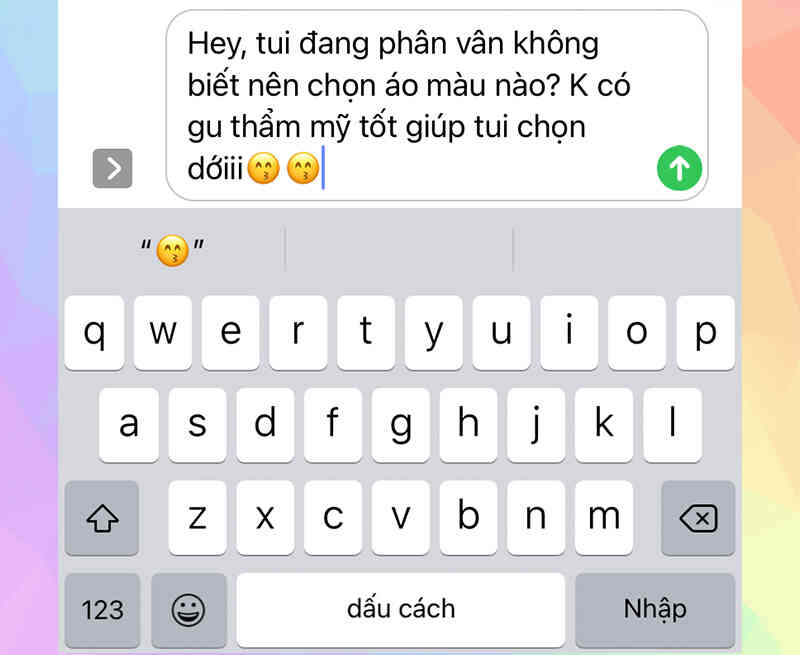 Hey, tui đang phân vân không
biết nên chọn áo màu nào? K có
gu thẩm mỹ tốt giúp tui chọn
dớiii😙😙
“😙”
q w e r t y u i o p
a s d f g h j k l
z x c v b n m
123 dấu cách Nhập